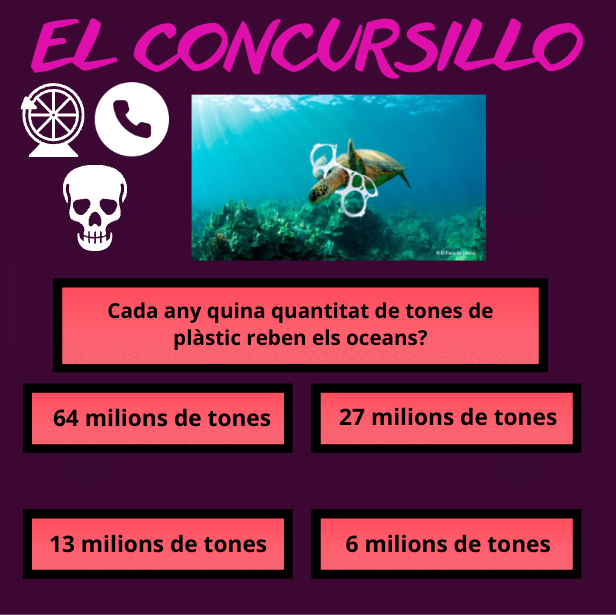 EL CONCURSILLO
Cada any quina quantitat de tones de
plàstic reben els oceans?
64 milions de tones
27 milions de tones
13 milions de tones
6 milions de tones